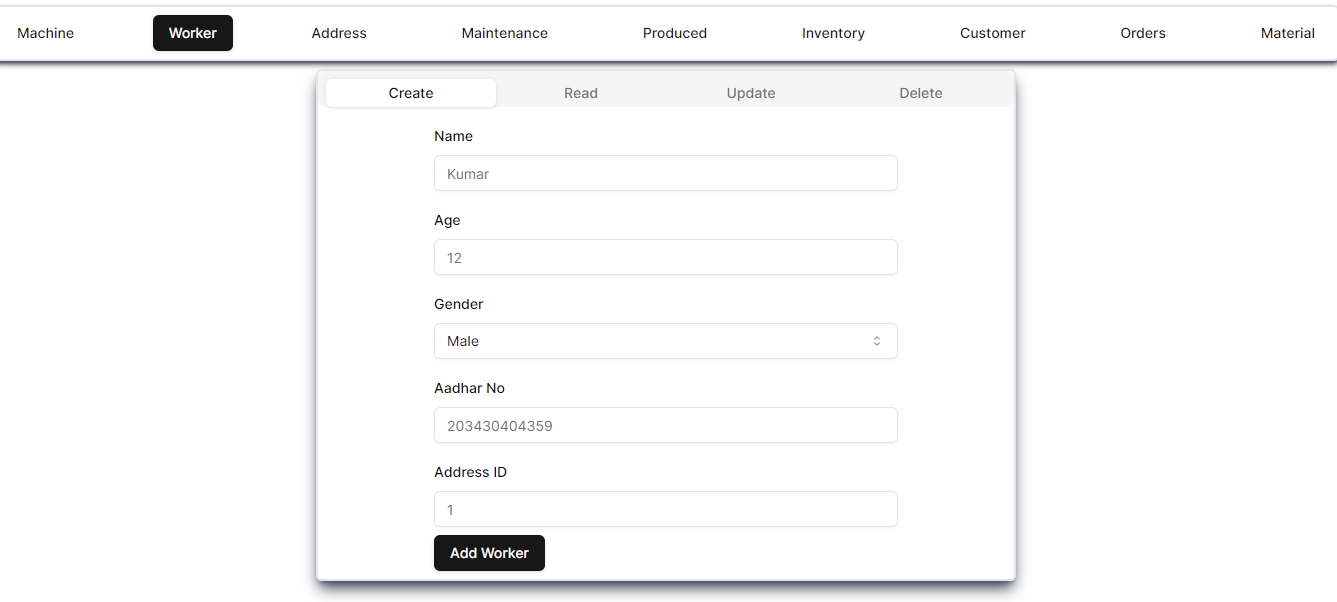 Machine Worker Address Maintenance Produced Inventory Customer Orders Material
Create Read Update Delete
Name
Kumar
Age
12
Gender
Male
Aadhar No
203430404359
Address ID
1
Add Worker